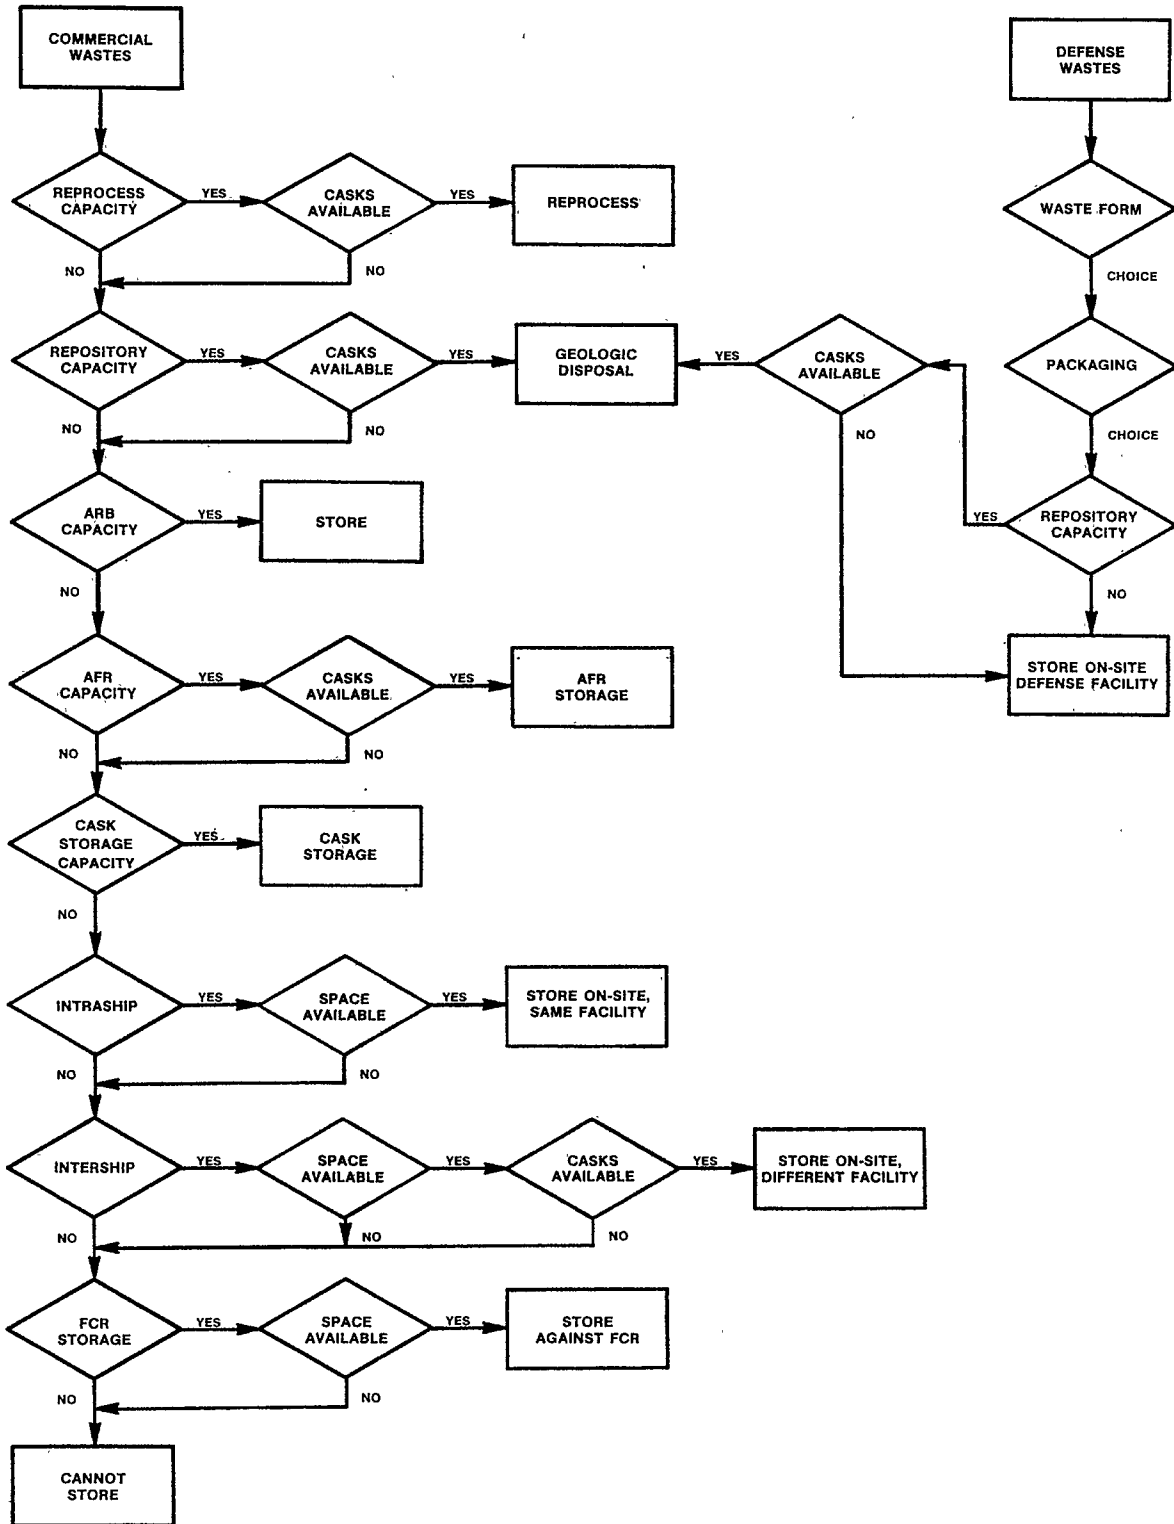 COMMERCIAL
WASTES
DEFENSE
WASTES
REPROCESS
CAPACITY
YES
CASKS
AVAILABLE
YES
REPROCESS
WASTE FORM
NO
NO
CHOICE
REPOSITORY
CAPACITY
YES
CASKS
AVAILABLE
YES
GEOLOGIC
DISPOSAL
YES
CASKS
AVAILABLE
PACKAGING
NO
NO
NO
CHOICE
ARB
CAPACITY
YES
STORE
YES
REPOSITORY
CAPACITY
NO
NO
AFR
CAPACITY
YES
CASKS
AVAILABLE
YES
AFR
STORAGE
STORE ON-SITE
DEFENSE FACILITY
NO
NO
CASK
STORAGE
CAPACITY
YES
CASK
STORAGE
NO
INTRASHIP
YES
SPACE
AVAILABLE
YES
STORE ON-SITE,
SAME FACILITY
NO
NO
INTERSHIP
YES
SPACE
AVAILABLE
YES
CASKS
AVAILABLE
YES
STORE ON-SITE,
DIFFERENT FACILITY
NO
NO
NO
FCR
STORAGE
YES
SPACE
AVAILABLE
YES
STORE
AGAINST FCR
NO
NO
CANNOT
STORE